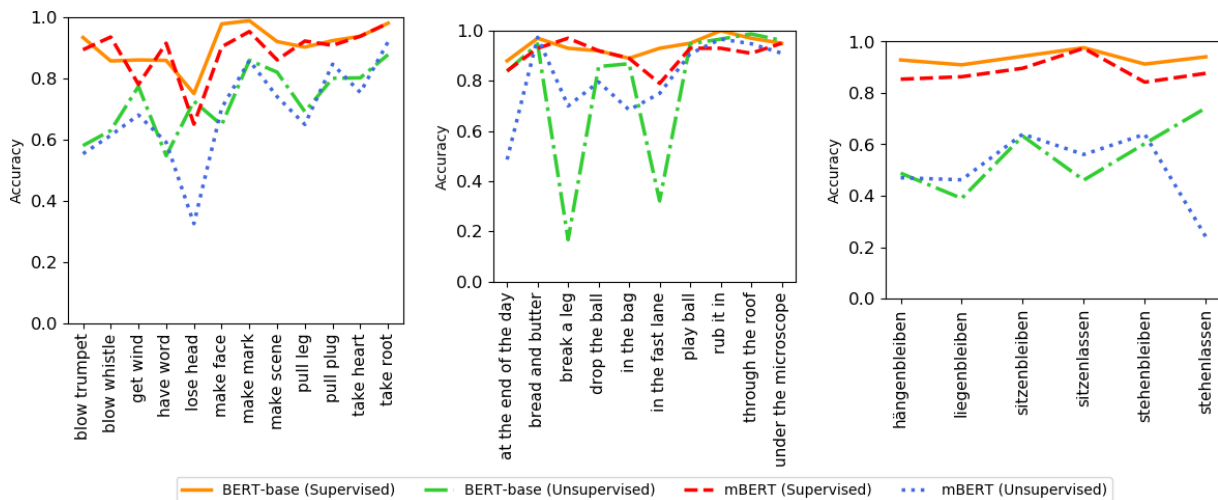 Accuracy
1.0
0.8
0.6
0.4
0.2
0.0
blow trumpet
blow whistle
get wind
have word
lose head
make face
make mark
make scene
pull leg
pull plug
take heart
take root
Accuracy
1.0
0.8
0.6
0.4
0.2
0.0
at the end of the day
bread and butter
break a leg
drop the ball
in the bag
in the fast lane
play ball
rub it in
through the roof
under the microscope
Accuracy
1.0
0.8
0.6
0.4
0.2
0.0
hängenbleiben
liegenbleiben
sitzenbleiben
sitzenlassen
stehenbleiben
stehenlassen
BERT-base (Supervised) BERT-base (Unsupervised) mBERT (Supervised) mBERT (Unsupervised)